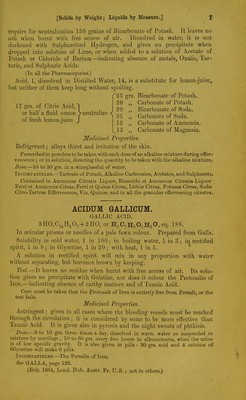 [Solids by Weight; Liquids by Measure.] 7
require for neutralization 150 grains of Bicarbonate of Potash. It leaves no
ash when burnt with free access of air. Dissolved in water, it is not
darkened with Sulphuretted Hydrogen, and gives no precipitate when
dropped into solution of Lime, or when added to a solution of Acetate of
Potash or Chloride of Barium—indicating absence of metals, Oxalic, Tar-
taric, and Sulphuric Acids.
(In all the Pharmacopœias.)
Acid, 1, dissolved in Distilled Water, 14, is a substitute for lemon-juice,
but neither of them keep long without spoiling.
25 grs. Bicarbonate of Potash.
20 „ Carbonate of Potash.
20 „ Bicarbonate of Soda.
35 „ Carbonate of Soda.
15 „ Carbonate of Ammonia.
13 „ Carbonate of Magnesia.
17 grs. of Citric Acid,
or half a fluid ounce
of fresh lemon-juice
neutralise
Medicinal Properties.
Refrigerant; allays thirst and irritation of the skin.
Prescribed in powders to be taken with each dose of an alkaline mixture during effer-
vescence; or in solution, directing the quantity to be taken with the alkaline mixture.
Dose.—10 to 30 grs. in a wineglassful of water.
INCOMPATIBLES.—Tartrate of Potash, Alkaline Carbonates, Acetates, and Sulphurets.
Contained in Ammoniæ Citratis Liquor, Bismuthi et Ammoniæ Citratis Liquor
Ferri et Ammoniæ Citras, Ferri et Quiniæ Citras, Lithiæ Citras, Potassæ Citras, Sodæ
Citro-Tartras Effervescens, Vin. Quiniæ, and in all the granular effervescing citrates.
ACIDUM GALLICUM.
GALLIC ACID.
In acicular prisms or needles of a pale fawn colour. Prepared from Galls.
Solubility in cold water, 1 in 100; in boiling water, 1 in 3; in rectified
spirit, 1 in 8; in Glycerine, 1 in 20; with heat, 1 in 5.
A solution in rectified spirit will mix in any proportion with water
without separating, but becomes brown by keeping.
Test.—It leaves no residue when burnt with free access of air. Its solu-
tion gives no precipitate with Gelatine, nor does it colour the Protosalts of
Iron,—indicating absence of earthy matters and of Tannic Acid.
Care must be taken that the Protosalt of Iron is entirely free from Persalt, or the
test fails.
Medicinal Properties.
Astringent; given in all cases where the bleeding vessels must be reached
through the circulation; it is considered by some to be more effective than
Tannic Acid. It is given also in pyrosis and the night sweats of phthisis.
Dose.—3 to 10 grs. three times a day, dissolved in warm water or suspended in
mixture by mucilage, 10 to 60 grs. every five hours in albuminuria, when the urine
is of low specific gravity. It is also given in pills: 30 grs. acid and 4 minims of
Glycerine will make 6 pills.
INCOMPATIBLES.—The Persalts of Iron.
See GALLA, page 123.
(Brit. 1864, Lond. Dub. Austr. Fr. U.S.; not in others.)